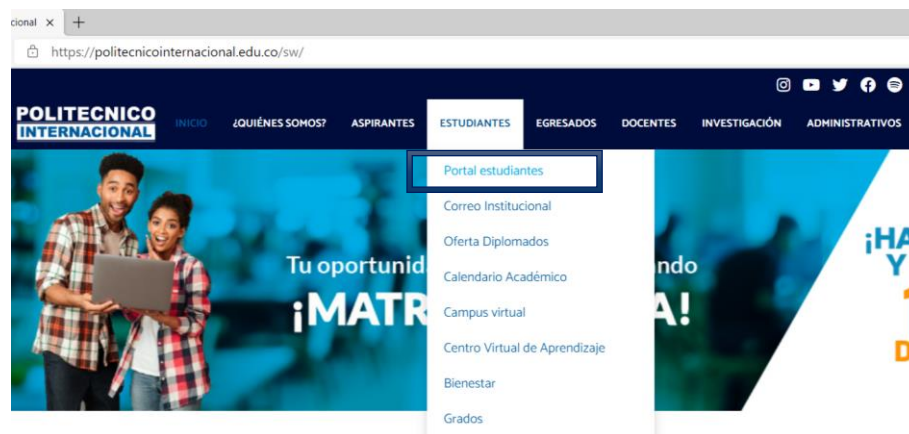 cional
https://politecnicointernacional.edu.co/sw/
POLITECNICO
INTERNACIONAL
INICIO ¿QUIÉNES SOMOS? ASPIRANTES ESTUDIANTES EGRESADOS DOCENTES INVESTIGACIÓN ADMINISTRATIVOS
Portal estudiantes
Correo Institucional
Oferta Diplomados
Calendario Académico
Campus virtual
Centro Virtual de Aprendizaje
Bienestar
Grados
Tu oportunid ndo
¡MATR A!
¡HA
Y
1
D